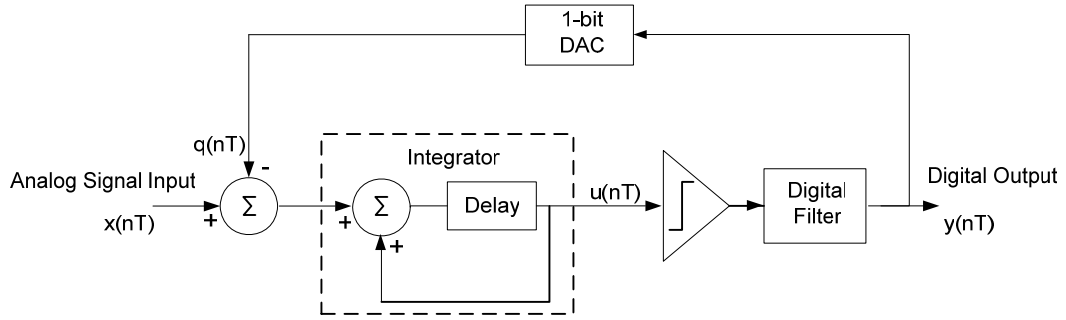 1-bit
DAC
q(nT)
-
Integrator
Analog Signal Input
x(nT)
+
Σ
+
Σ
+
Delay
u(nT)
Digital
Filter
Digital Output
y(nT)